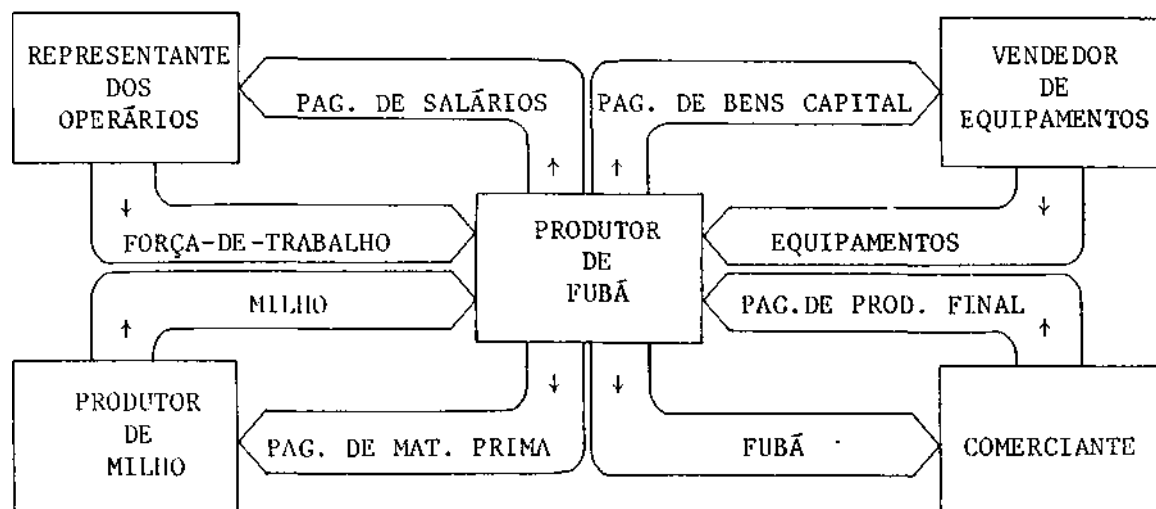 REPRESENTANTE
DOS
OPERÁRIOS
PAG. DE SALÁRIOS
PAG. DE BENS CAPITAL
VENDEDOR
DE
EQUIPAMENTOS
FORÇA-DE-TRABALHO
PRODUTOR
DE
FUBÁ
EQUIPAMENTOS
MILHO
PAG.DE PROD. FINAL
PRODUTOR
DE
MILHO
PAG. DE MAT. PRIMA
FUBÁ
COMERCIANTE